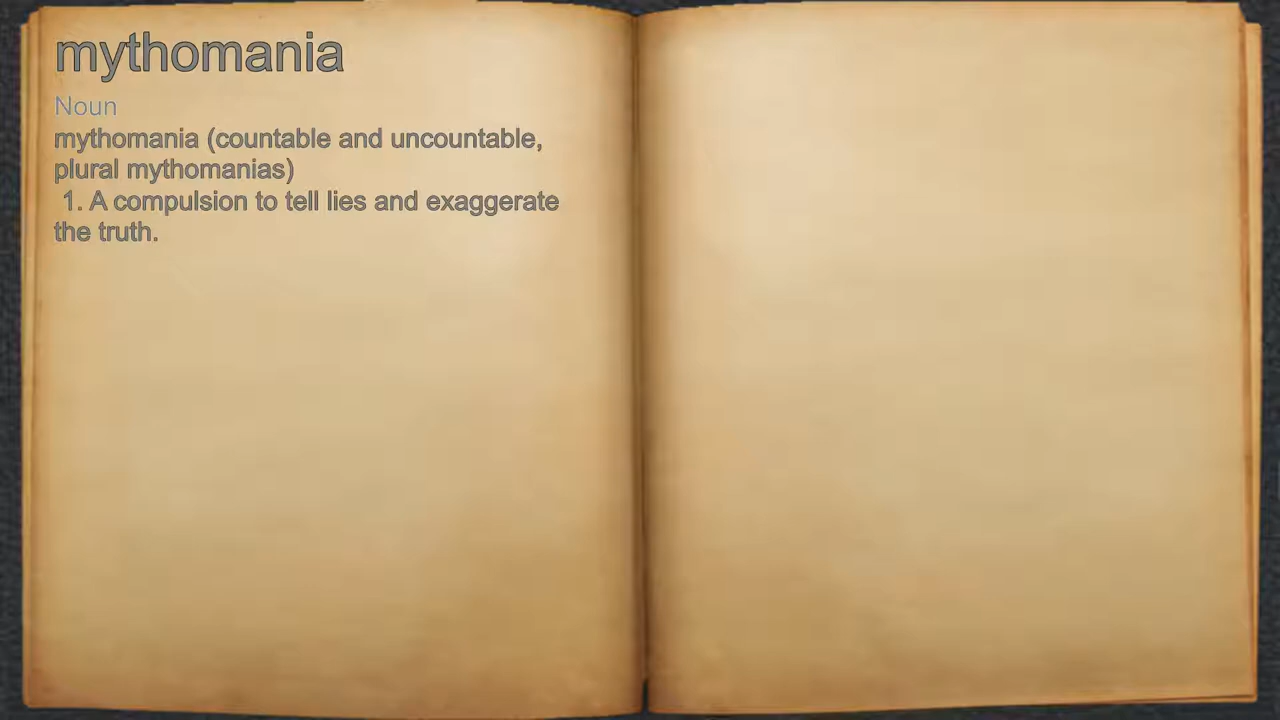 mythomania
Noun
mythomania (countable and uncountable,
plural mythomanias)
1. A compulsion to tell lies and exaggerate
the truth.